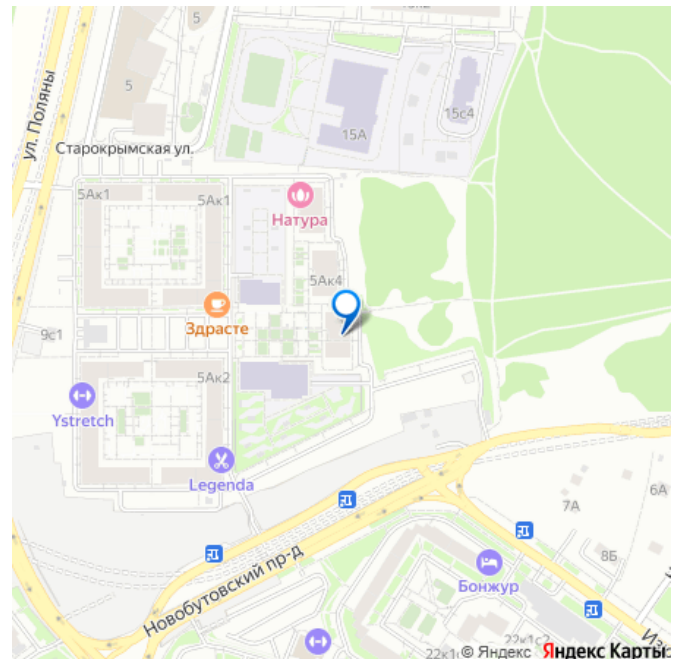 5
5
15с4
15А
ул. Поляны
Старокрымская ул.
5Ак1
5Ак1
Натура
5Ак4
Здрасте
9с1
5Ак2
Ystretch
Legenda
6А
7А
8Б
Новобутовский пр-д
Бонжур
22к1с2
© Яндекс Яндекс Карты